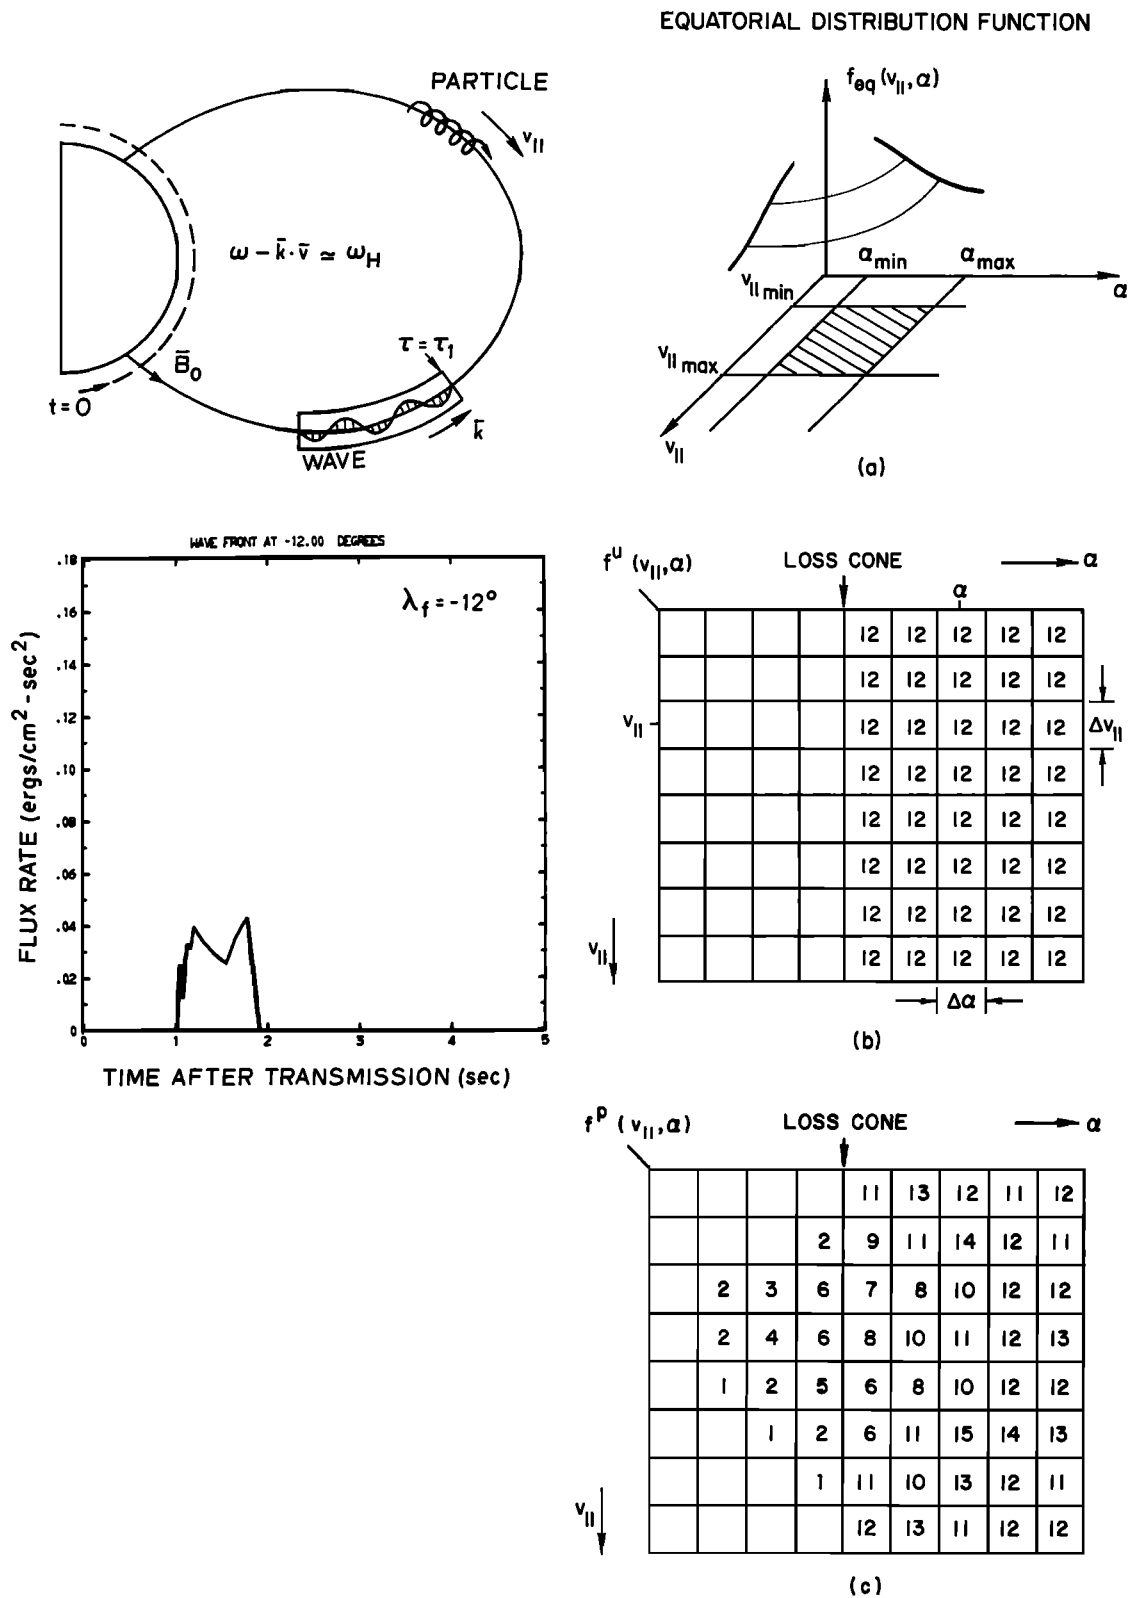 EQUATORIAL DISTRIBUTION FUNCTION
PARTICLE
v||
ω - k̄·v̄ ≃ ωH
B̄o
t=0
τ = τ1
k̄
WAVE
feq(v||,α)
αmin
αmax
α
v|| min
v|| max
v||
(a)
WAVE FRONT AT -12.00 DEGREES
λf = -12°
FLUX RATE (ergs/cm² - sec²)
.18
.16
.14
.12
.10
.08
.06
.04
.02
0
0 1 2 3 4 5
TIME AFTER TRANSMISSION (sec)
fu (v||,α)
LOSS CONE
α
α
12 12 12 12 12
12 12 12 12 12
v|| 12 12 12 12 12 Δv||
12 12 12 12 12
12 12 12 12 12
12 12 12 12 12
12 12 12 12 12
12 12 12 12 12
v||
Δα
(b)
fp (v||,α)
LOSS CONE
α
11 13 12 11 12
2 9 11 14 12 11
2 3 6 7 8 10 12 12
2 4 6 8 10 11 12 13
1 2 5 6 8 10 12 12
1 2 6 11 15 14 13
1 11 10 13 12 11
12 13 11 12 12
v||
(c)